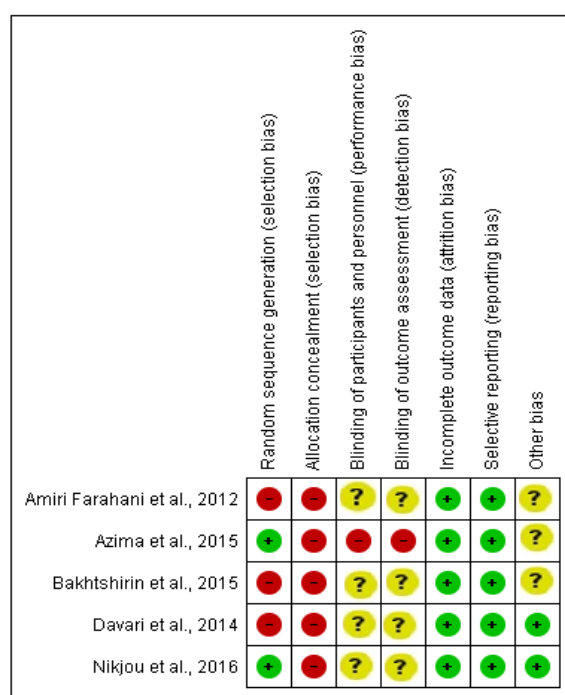 Random sequence generation (selection bias)
Allocation concealment (selection bias)
Blinding of participants and personnel (performance bias)
Blinding of outcome assessment (detection bias)
Incomplete outcome data (attrition bias)
Selective reporting (reporting bias)
Other bias
Amiri Farahani et al., 2012 - - ? ? + + ?
Azima et al., 2015 + - - - + + ?
Bakhtshirin et al., 2015 - - ? ? + + ?
Davari et al., 2014 - - ? ? + + +
Nikjou et al., 2016 + - ? ? + + +